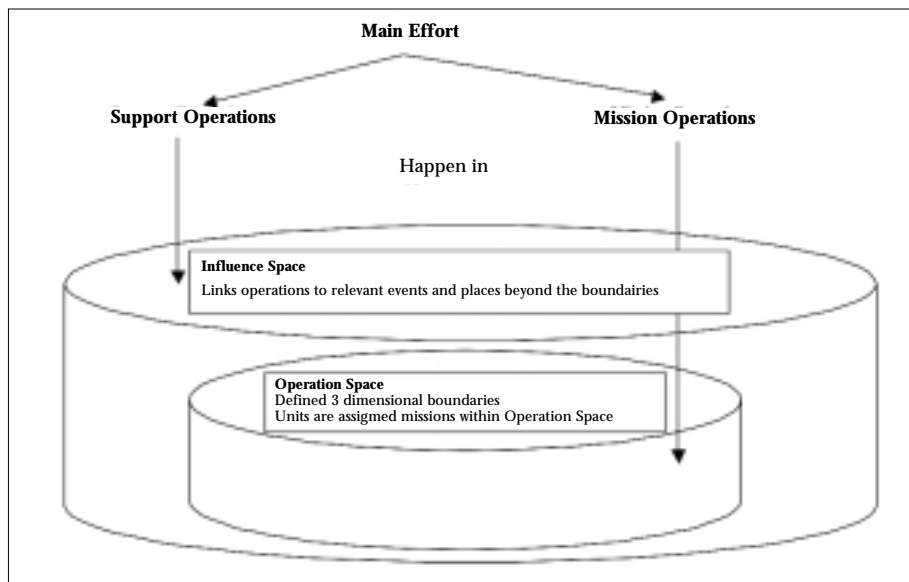 Main Effort
Support Operations
Mission Operations
Happen in
Influence Space
Links operations to relevant events and places beyond the boundairies
Operation Space
Defined 3 dimensional boundaries
Units are assigmed missions within Operation Space